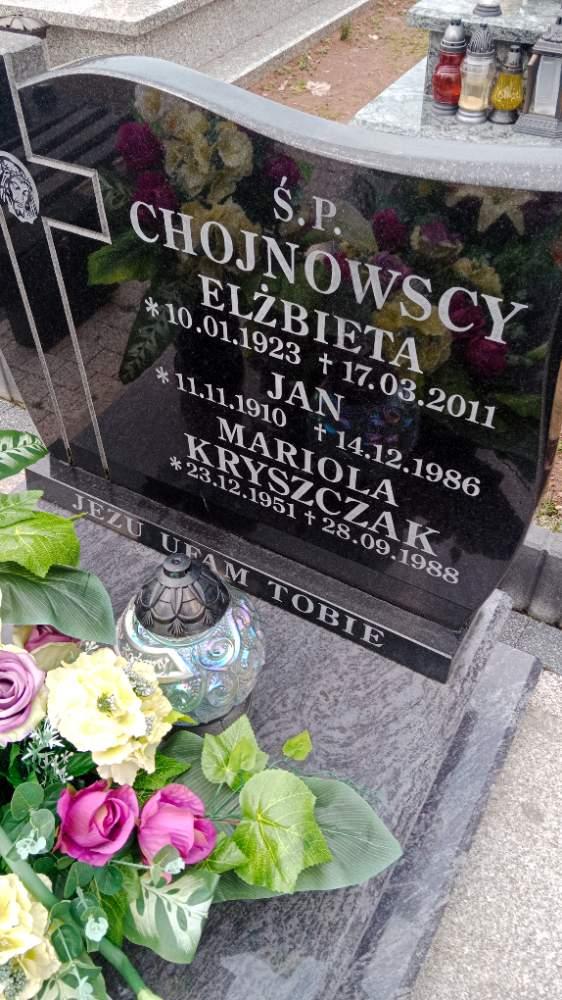 Ś.P.
CHOJNOWSCY
ELŻBIETA
* 10.01.1923 † 17.03.2011
JAN
* 11.11.1910 † 14.12.1986
MARIOLA
KRYSZCZAK
* 23.12.1951 † 28.09.1988
JEZU UFAM TOBIE